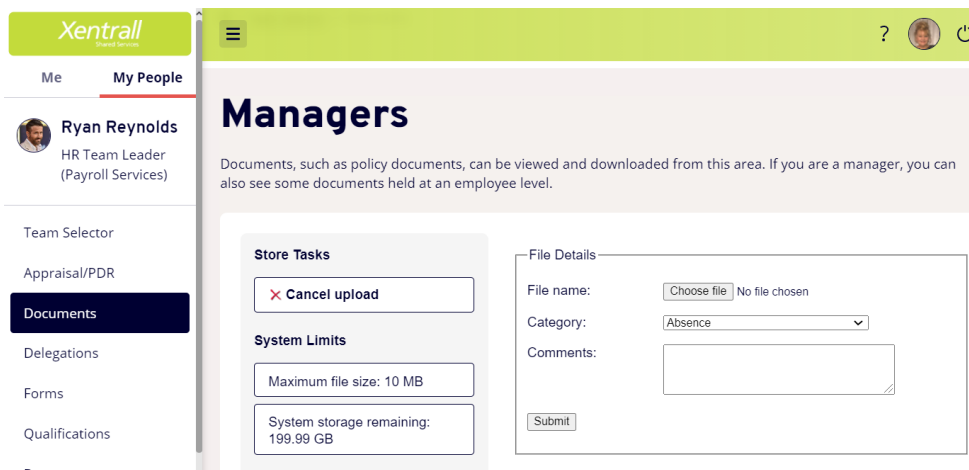 Xentrall
Shared Services
Me
My People
Ryan Reynolds
HR Team Leader
(Payroll Services)
Team Selector
Appraisal/PDR
Documents
Delegations
Forms
Qualifications
?
Managers
Documents, such as policy documents, can be viewed and downloaded from this area. If you are a manager, you can
also see some documents held at an employee level.
Store Tasks
Cancel upload
System Limits
Maximum file size: 10 MB
System storage remaining:
199.99 GB
File Details
File name:
Choose file No file chosen
Category:
Absence
Comments:
Submit